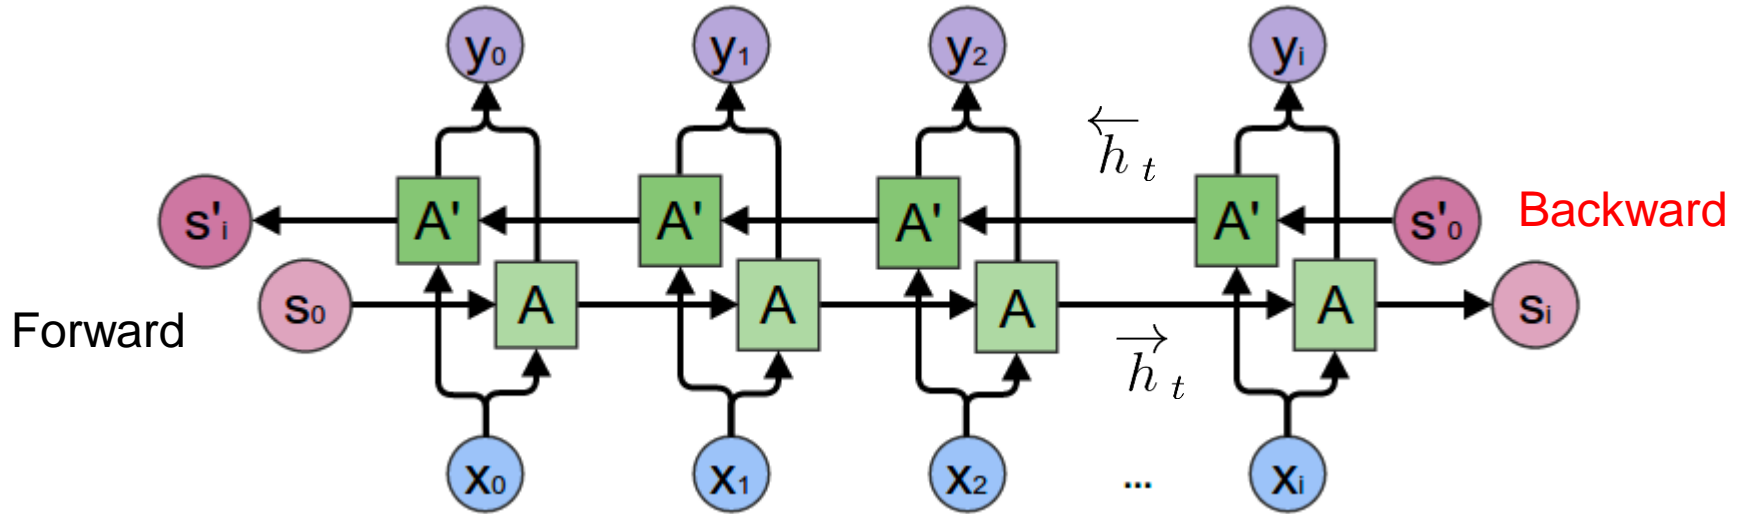 y₀ y₁ y₂ yᵢ
←h t
s'ᵢ A' A' A' A' s'₀ Backward
Forward s₀ A A A A sᵢ
→h t
x₀ x₁ x₂ ... xᵢ